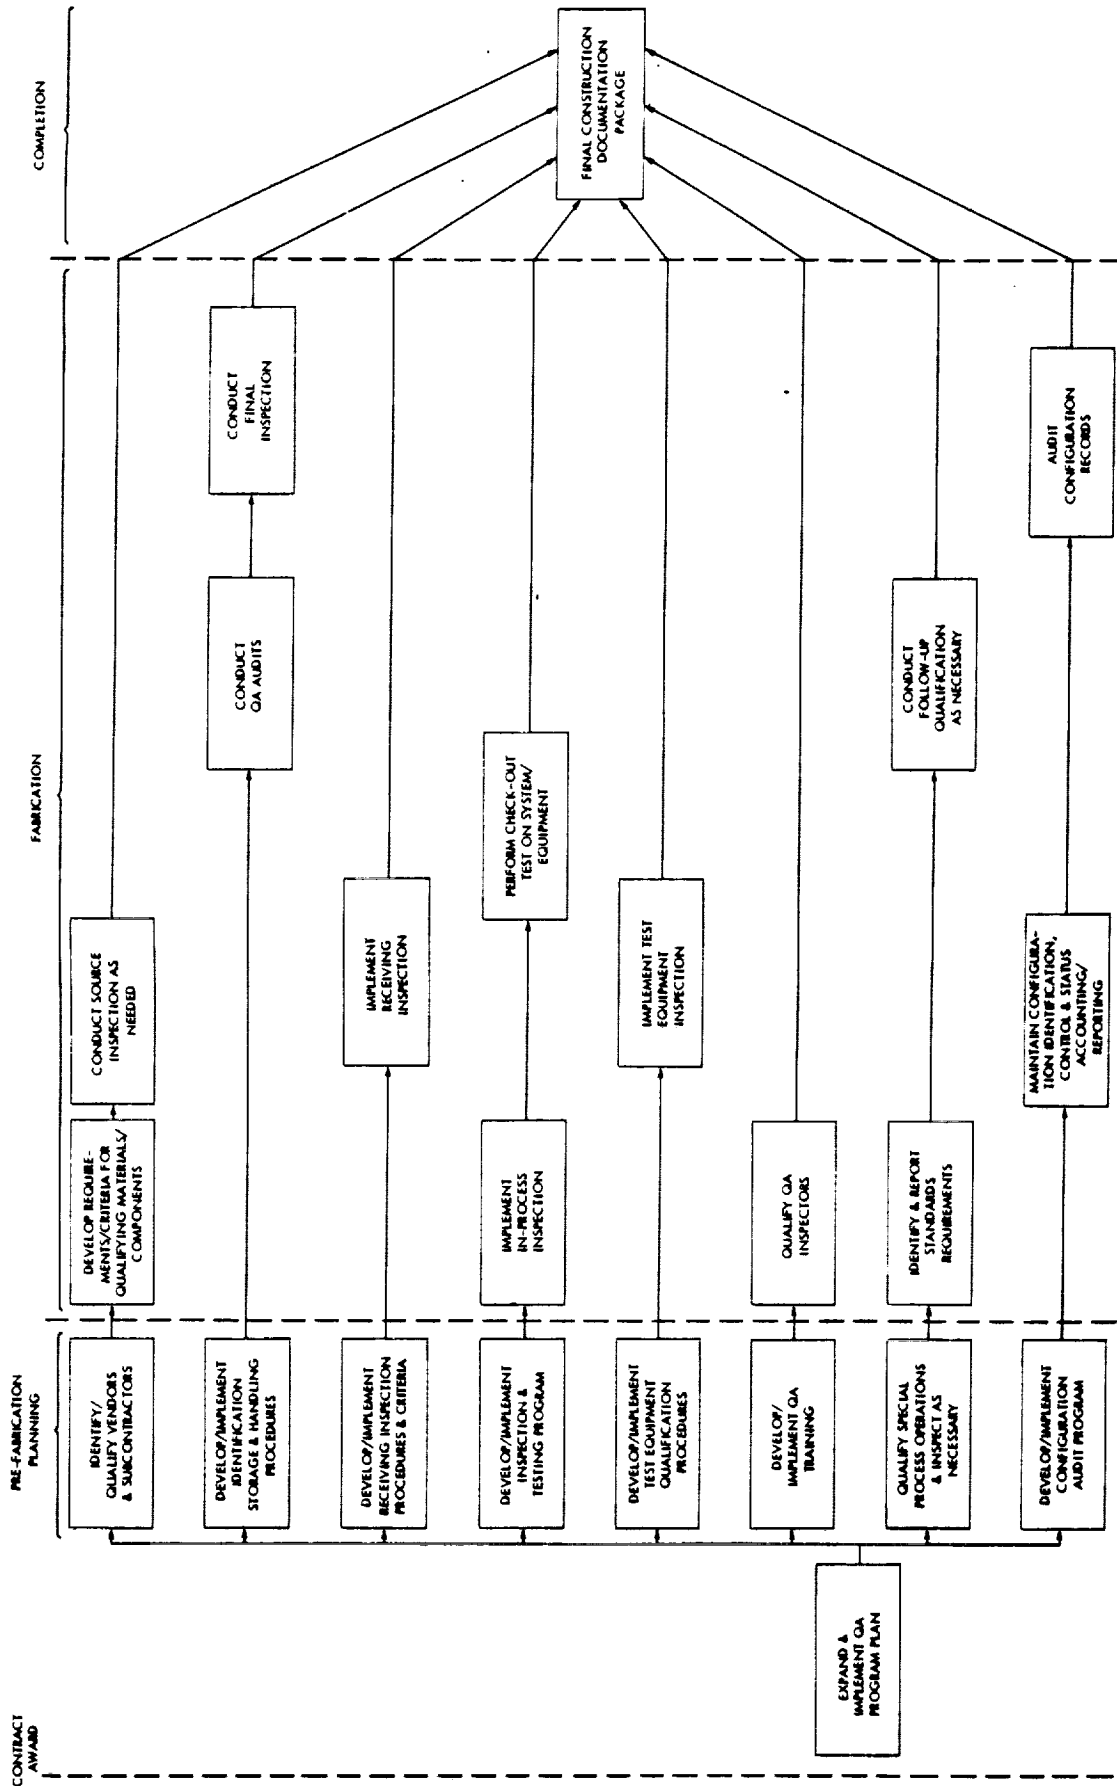 CONTRACT
AWARD
PRE-FABRICATION
PLANNING
FABRICATION
COMPLETION
EXPAND &
IMPLEMENT QA
PROGRAM PLAN
IDENTIFY/
QUALIFY VENDORS
& SUBCONTRACTORS
DEVELOP REQUIRE-
MENTS/CRITERIA FOR
QUALIFYING MATERIALS/
COMPONENTS
CONDUCT SOURCE
INSPECTION AS
NEEDED
DEVELOP/IMPLEMENT
IDENTIFICATION
STORAGE & HANDLING
PROCEDURES
CONDUCT
QA AUDITS
CONDUCT
FINAL
INSPECTION
DEVELOP/IMPLEMENT
RECEIVING INSPECTION
PROCEDURES & CRITERIA
IMPLEMENT
RECEIVING
INSPECTION
DEVELOP/IMPLEMENT
INSPECTION &
TESTING PROGRAM
IMPLEMENT
IN-PROCESS
INSPECTION
PERFORM CHECK-OUT
TEST ON SYSTEM/
EQUIPMENT
DEVELOP/IMPLEMENT
TEST EQUIPMENT
QUALIFICATION
PROCEDURES
IMPLEMENT TEST
EQUIPMENT
INSPECTION
DEVELOP/
IMPLEMENT QA
TRAINING
QUALIFY QA
INSPECTORS
QUALIFY SPECIAL
PROCESS OPERATIONS
& INSPECT AS
NECESSARY
IDENTIFY & REPORT
STANDARDS
REQUIREMENTS
CONDUCT
FOLLOW-UP
QUALIFICATION
AS NECESSARY
DEVELOP/IMPLEMENT
CONFIGURATION
AUDIT PROGRAM
MAINTAIN CONFIGURA-
TION IDENTIFICATION,
CONTROL & STATUS
ACCOUNTING/
REPORTING
AUDIT
CONFIGURATION
RECORDS
FINAL CONSTRUCTION
DOCUMENTATION
PACKAGE